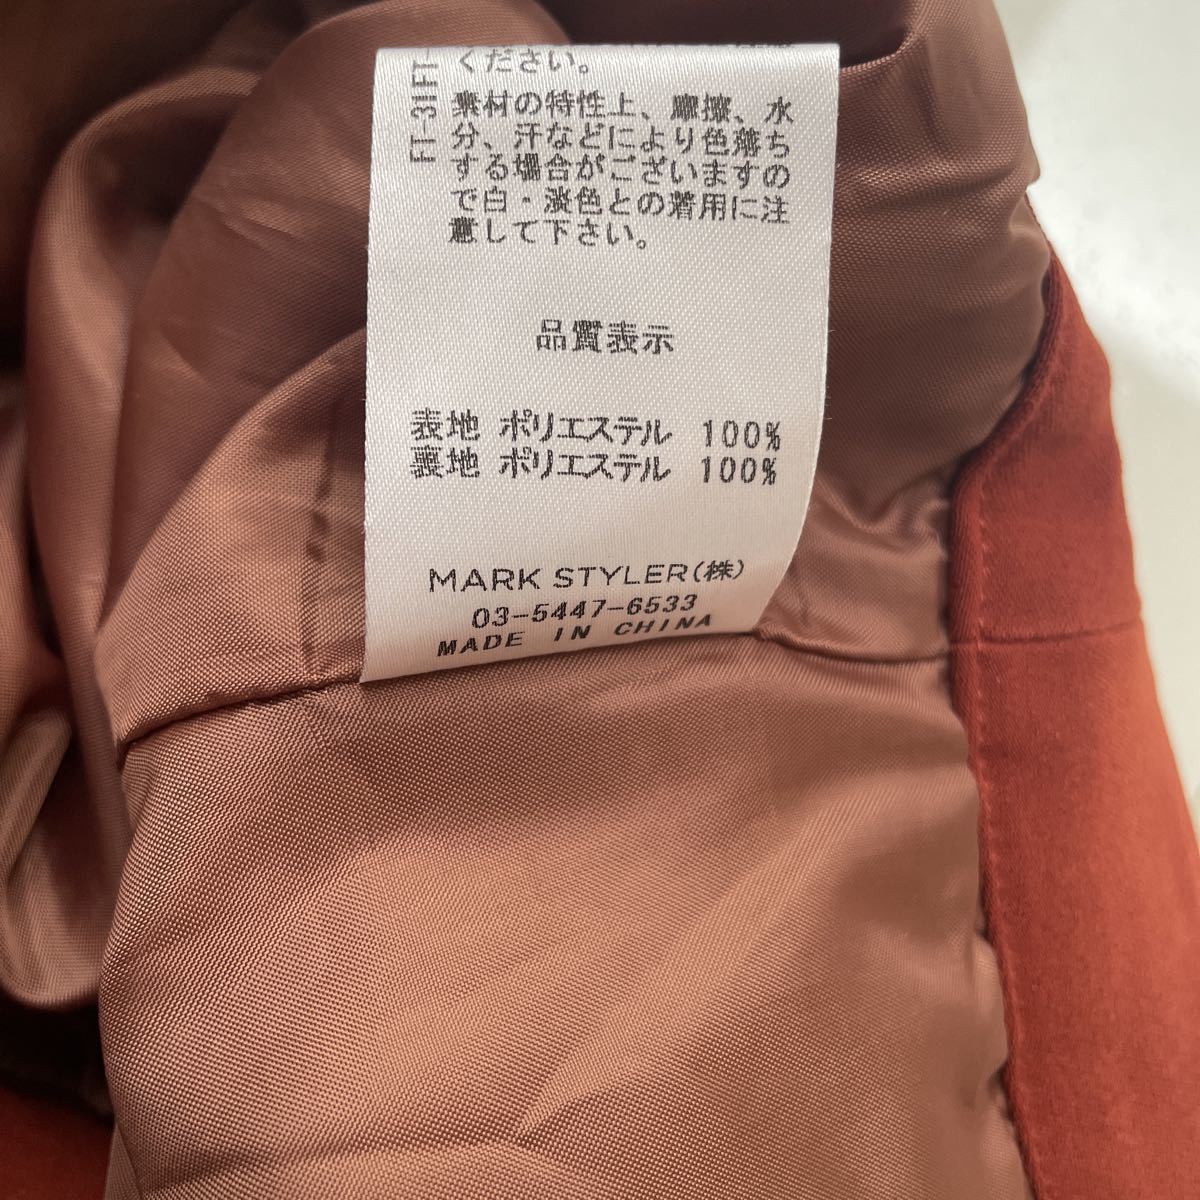 ください。
素材の特性上、摩擦、水
分、汗などにより色落ち
する場合がございますの
で白・淡色との着用に注
意して下さい。
品質表示
表地 ポリエステル 100%
裏地 ポリエステル 100%
MARK STYLER(株)
03-5447-6533
MADE IN CHINA